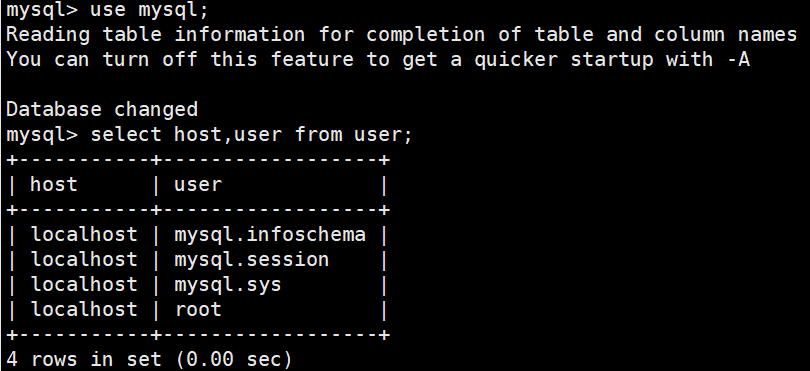 mysql> use mysql;
Reading table information for completion of table and column names
You can turn off this feature to get a quicker startup with -A

Database changed
mysql> select host,user from user;
+-----------+------------------+
| host      | user             |
+-----------+------------------+
| localhost | mysql.infoschema |
| localhost | mysql.session    |
| localhost | mysql.sys        |
| localhost | root             |
+-----------+------------------+
4 rows in set (0.00 sec)